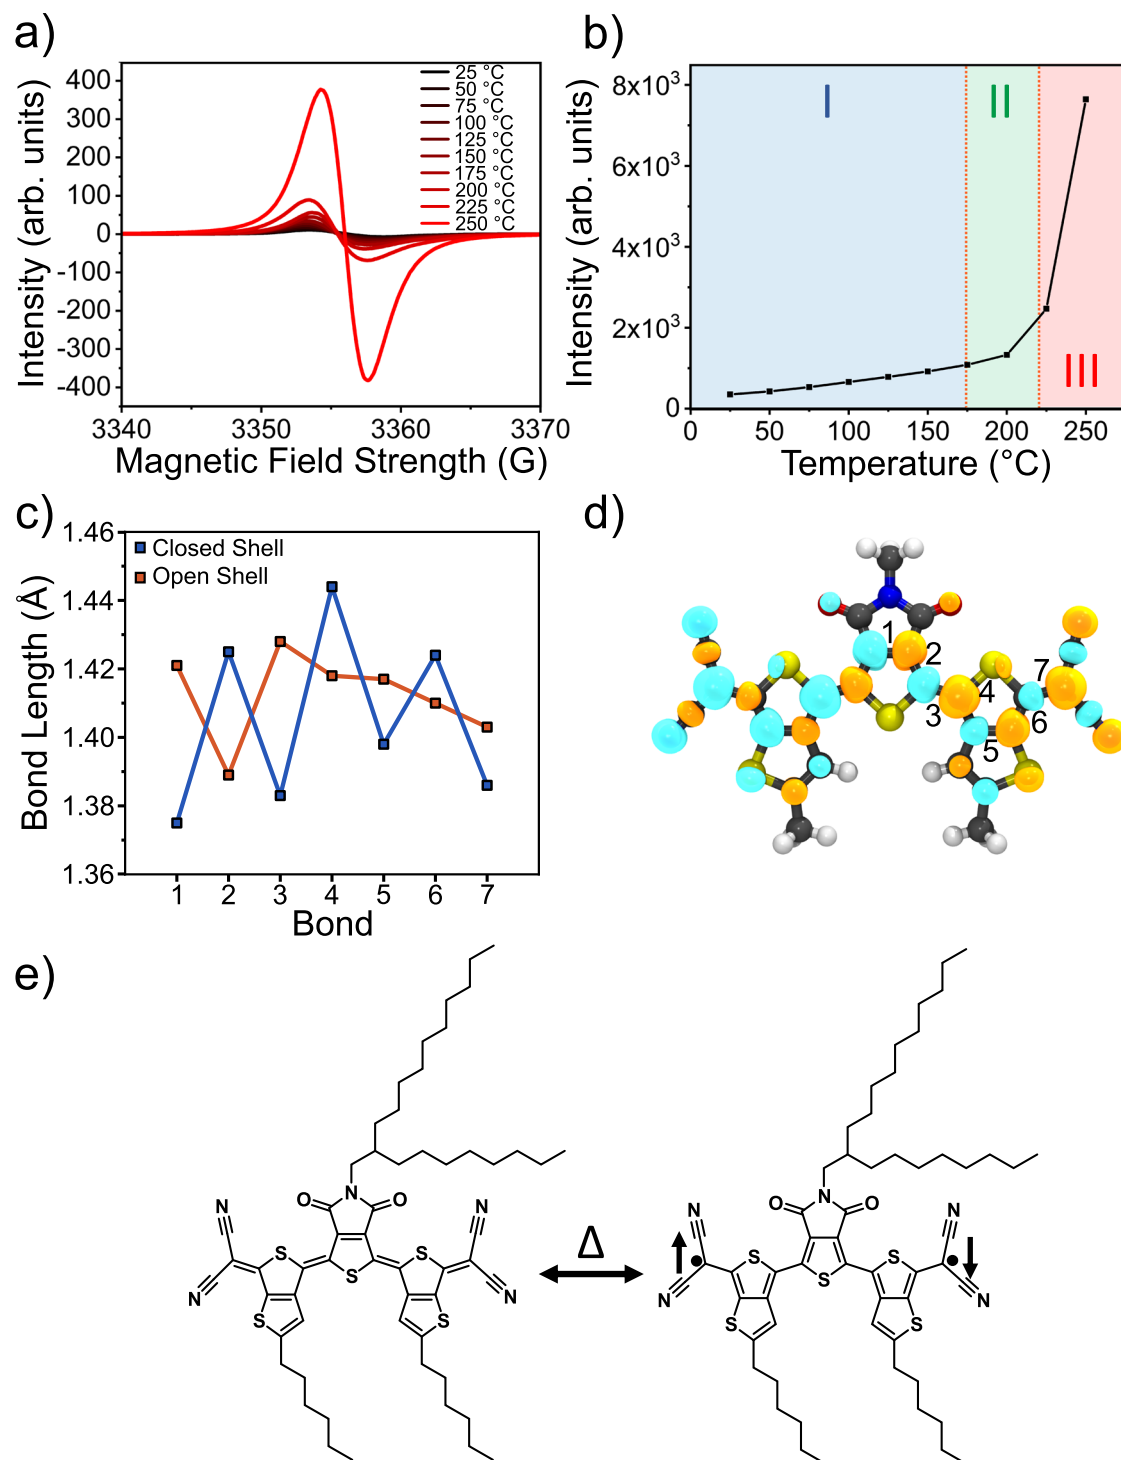 a)
Intensity (arb. units)
400
300
200
100
0
-100
-200
-300
-400
25 °C
50 °C
75 °C
100 °C
125 °C
150 °C
175 °C
200 °C
225 °C
250 °C
3340 3350 3360 3370
Magnetic Field Strength (G)
b)
Intensity (arb. units)
8x10³
6x10³
4x10³
2x10³
0
I II III
0 50 100 150 200 250
Temperature (°C)
c)
Bond Length (Å)
1.46
1.44
1.42
1.40
1.38
1.36
Closed Shell
Open Shell
1 2 3 4 5 6 7
Bond
d)
1
2
3
4
5
6
7
e)
N
O N O
N
S S
S
N
N
S S
Δ
N
O N O
N
S S
S
N
N
S S